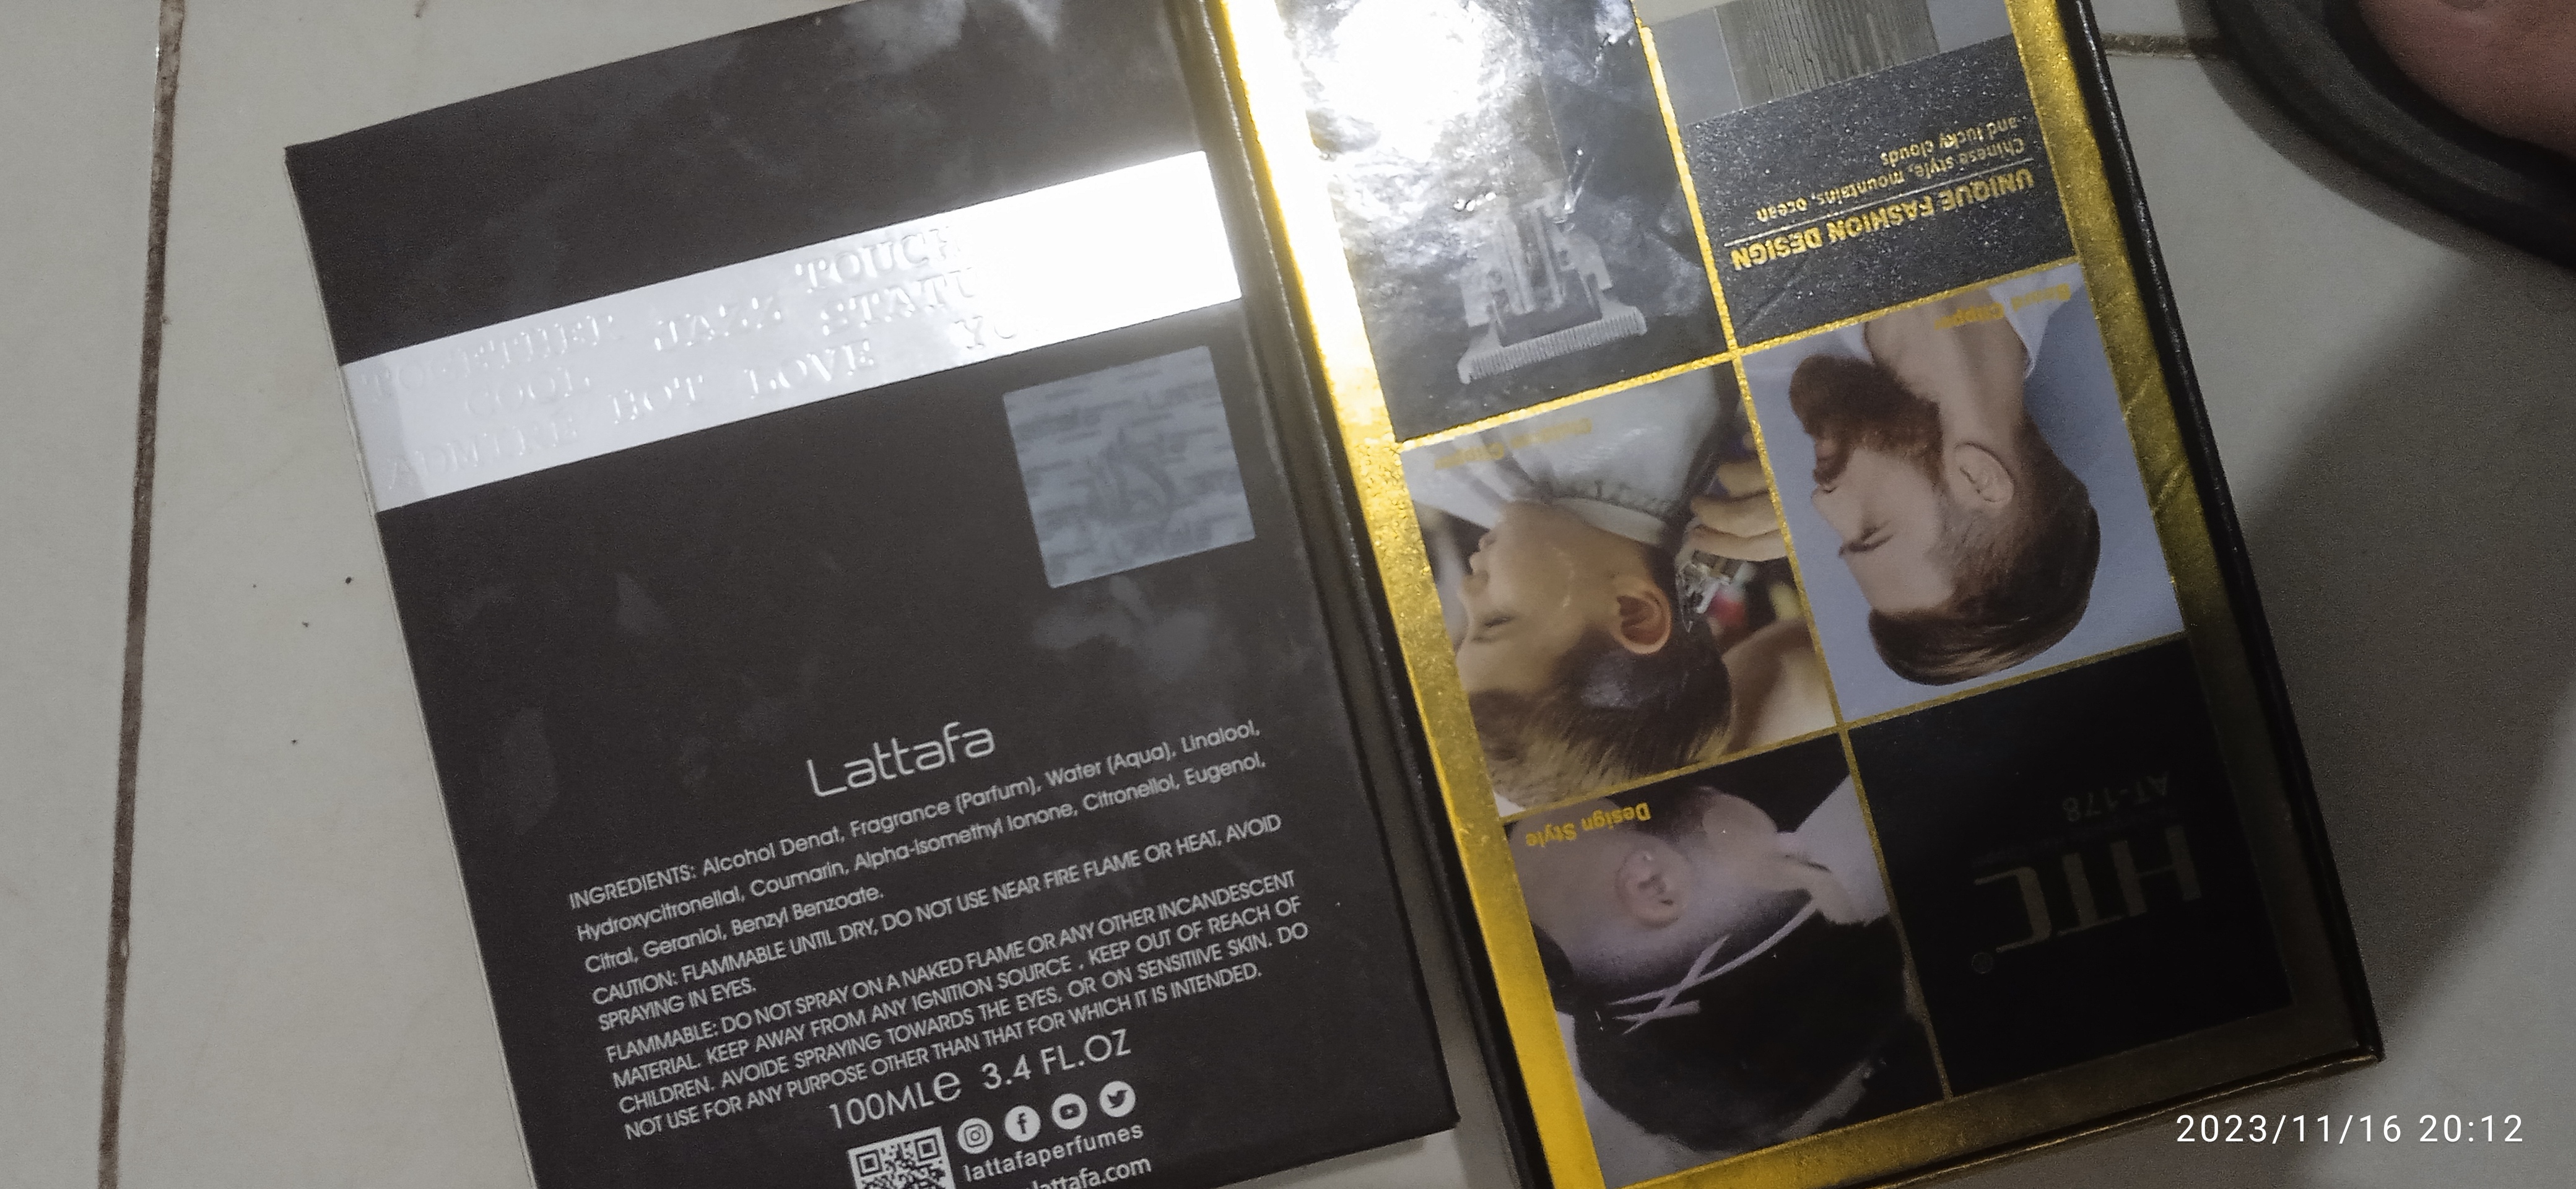 TOUCH
TOGETHER JAZZ STATU
COOL
ADMIRE HOT LOVE YO
Lattafa
INGREDIENTS: Alcohol Denat, Fragrance (Parfum), Water (Aqua), Linalool,
Hydroxycitronellal, Coumarin, Alpha-Isomethyl Ionone, Citronellol, Eugenol,
Citral, Geraniol, Benzyl Benzoate.
CAUTION: FLAMMABLE UNTIL DRY, DO NOT USE NEAR FIRE FLAME OR HEAT, AVOID
SPRAYING IN EYES.
FLAMMABLE: DO NOT SPRAY ON A NAKED FLAME OR ANY OTHER INCANDESCENT
MATERIAL. KEEP AWAY FROM ANY IGNITION SOURCE , KEEP OUT OF REACH OF
CHILDREN. AVOIDE SPRAYING TOWARDS THE EYES, OR ON SENSITIVE SKIN. DO
NOT USE FOR ANY PURPOSE OTHER THAN THAT FOR WHICH IT IS INTENDED.
100MLe 3.4 FL.OZ
lattafaperfumes
lattafa.com
HTC
AT-178
Design Style
UNIQUE FASHION DESIGN
Chinese style, mountains, ocean
and lucky clouds
2023/11/16 20:12